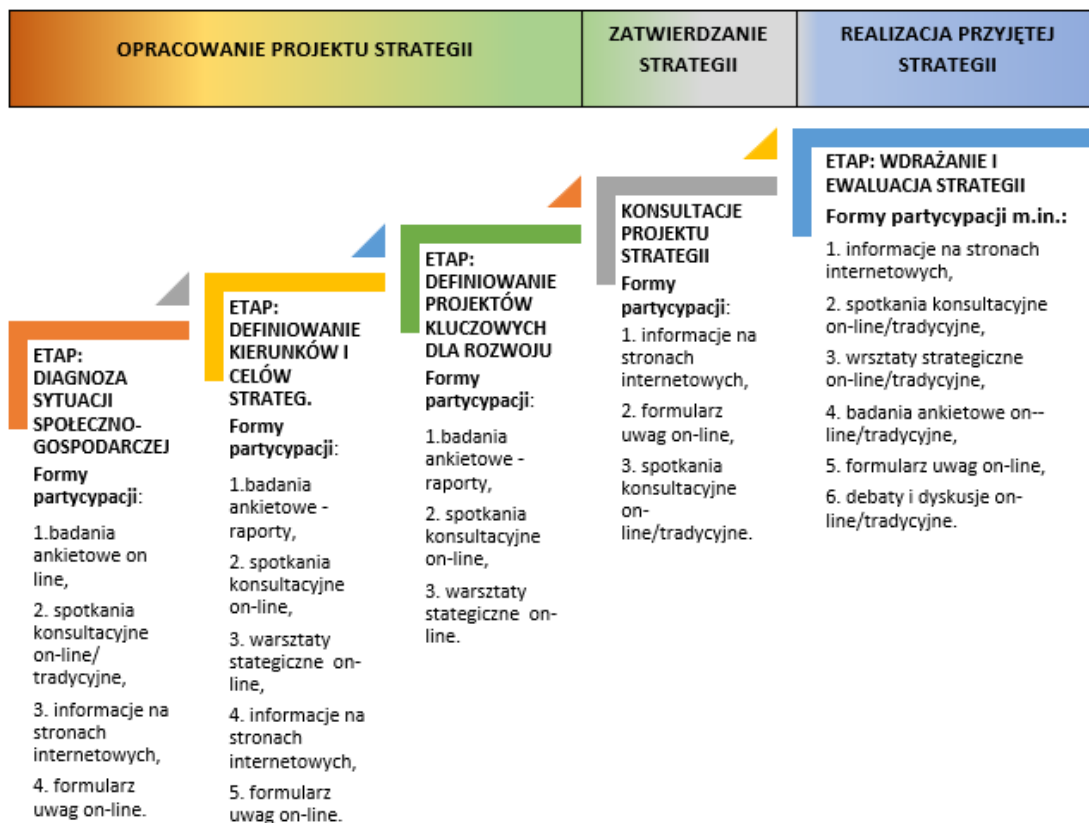 OPRACOWANIE PROJEKTU STRATEGII
ZATWIERDZANIE
STRATEGII
REALIZACJA PRZYJĘTEJ
STRATEGII
ETAP:
DIAGNOZA
SYTUACJI
SPOŁECZNO-
GOSPODARCZEJ
Formy
partycypacji:
1.badania
ankietowe on
line,
2. spotkania
konsultacyjne
on-line/
tradycyjne,
3. informacje na
stronach
internetowych,
4. formularz
uwag on-line.
ETAP:
DEFINIOWANIE
KIERUNKÓW I
CELÓW
STRATEG.
Formy
partycypacji:
1.badania
ankietowe -
raporty,
2. spotkania
konsultacyjne
on-line,
3. warsztaty
stategiczne on-
line,
4. informacje na
stronach
internetowych,
5. formularz
uwag on-line.
ETAP:
DEFINIOWANIE
PROJEKTÓW
KLUCZOWYCH
DLA ROZWOJU
Formy
partycypacji:
1.badania
ankietowe -
raporty,
2. spotkania
konsultacyjne
on-line,
3. warsztaty
stategiczne on-
line.
KONSULTACJE
PROJEKTU
STRATEGII
Formy
partycypacji:
1. informacje na
stronach
internetowych,
2. formularz
uwag on-line,
3. spotkania
konsultacyjne
on-
line/tradycyjne.
ETAP: WDRAŻANIE I
EWALUACJA STRATEGII
Formy partycypacji m.in.:
1. informacje na stronach
internetowych,
2. spotkania konsultacyjne
on-line/tradycyjne,
3. wrsztaty strategiczne
on-line/tradycyjne,
4. badania ankietowe on--
line/tradycyjne,
5. formularz uwag on-line,
6. debaty i dyskusje on-
line/tradycyjne.